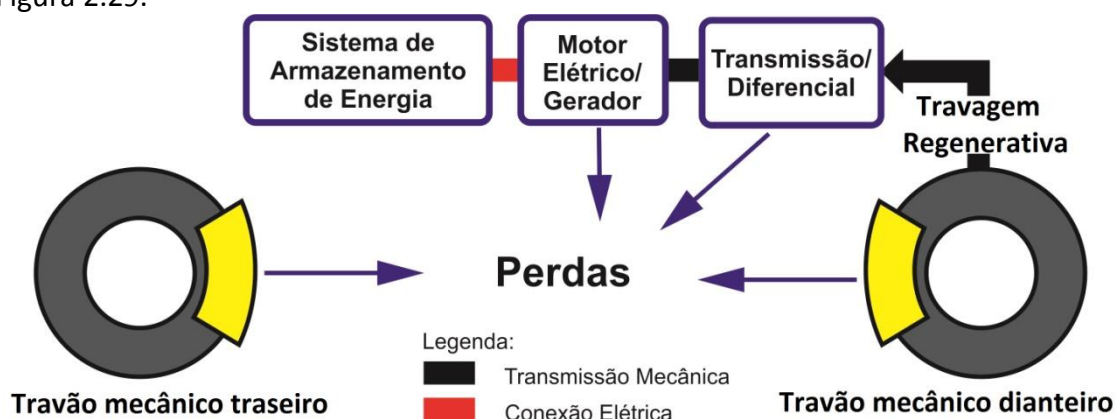 Figura 2.29.
Sistema de
Armazenamento
de Energia
Motor
Elétrico/
Gerador
Transmissão/
Diferencial
Travagem
Regenerativa
Perdas
Legenda:
Transmissão Mecânica
Conexão Elétrica
Travão mecânico traseiro
Travão mecânico dianteiro